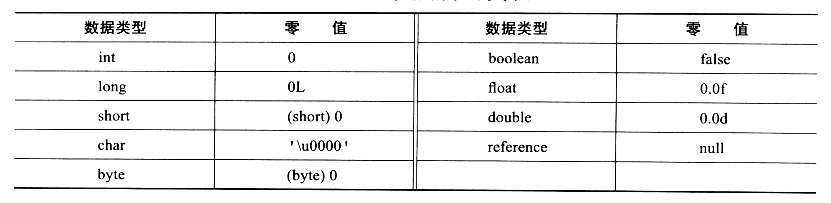 数据类型 零 值 数据类型 零 值
int 0 boolean false
long 0L float 0.0f
short (short) 0 double 0.0d
char '\u0000' reference null
byte (byte) 0